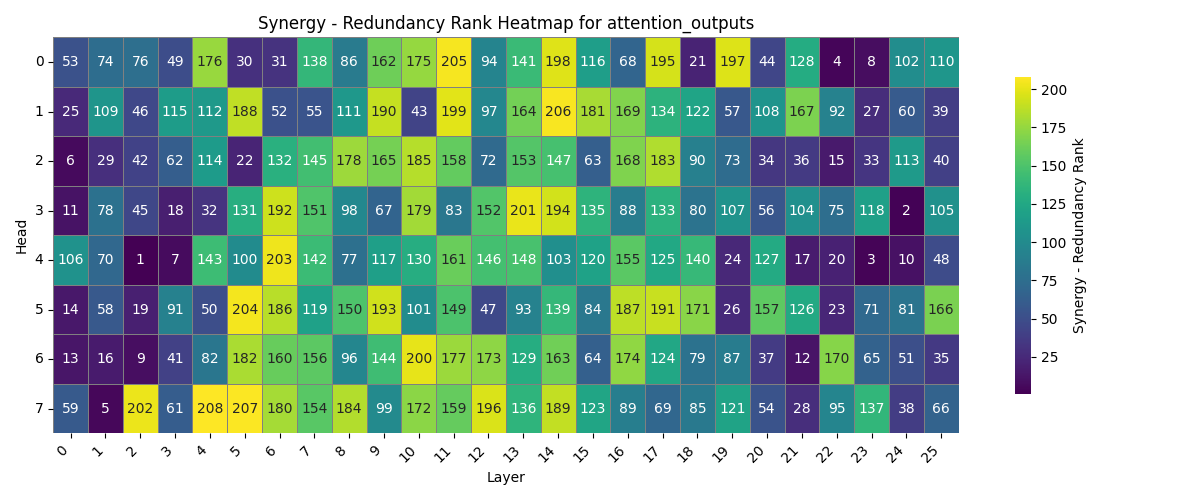 Synergy - Redundancy Rank Heatmap for attention_outputs
0 53 74 76 49 176 30 31 138 86 162 175 205 94 141 198 116 68 195 21 197 44 128 4 8 102 110
1 25 109 46 115 112 188 52 55 111 190 43 199 97 164 206 181 169 134 122 57 108 167 92 27 60 39
2 6 29 42 62 114 22 132 145 178 165 185 158 72 153 147 63 168 183 90 73 34 36 15 33 113 40
3 11 78 45 18 32 131 192 151 98 67 179 83 152 201 194 135 88 133 80 107 56 104 75 118 2 105
4 106 70 1 7 143 100 203 142 77 117 130 161 146 148 103 120 155 125 140 24 127 17 20 3 10 48
5 14 58 19 91 50 204 186 119 150 193 101 149 47 93 139 84 187 191 171 26 157 126 23 71 81 166
6 13 16 9 41 82 182 160 156 96 144 200 177 173 129 163 64 174 124 79 87 37 12 170 65 51 35
7 59 5 202 61 208 207 180 154 184 99 172 159 196 136 189 123 89 69 85 121 54 28 95 137 38 66
0 1 2 3 4 5 6 7 8 9 10 11 12 13 14 15 16 17 18 19 20 21 22 23 24 25
Layer
Head
200
175
150
125
100
75
50
25
Synergy - Redundancy Rank